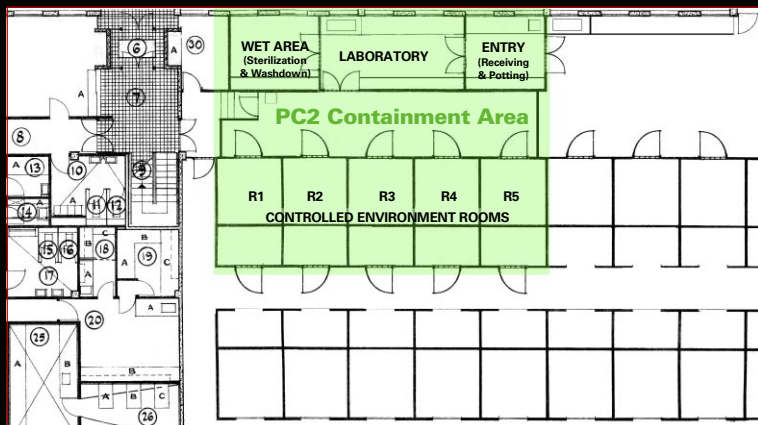 6
A
30
WET AREA
(Sterilization
& Washdown)
LABORATORY
ENTRY
(Receiving
& Potting)
7
A
PC2 Containment Area
8
A
13
10
9
A
14
A
11
12
R1
R2
R3
R4
R5
CONTROLLED ENVIRONMENT ROOMS
15
16
B
C
18
B
A
19
C
17
A
20
A
25
A
B
B
A
B
C
26